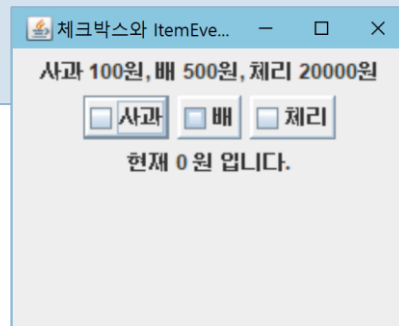 체크박스와 ItemEve...
사과 100원, 배 500원, 체리 20000원
사과 배 체리
현재 0 원 입니다.